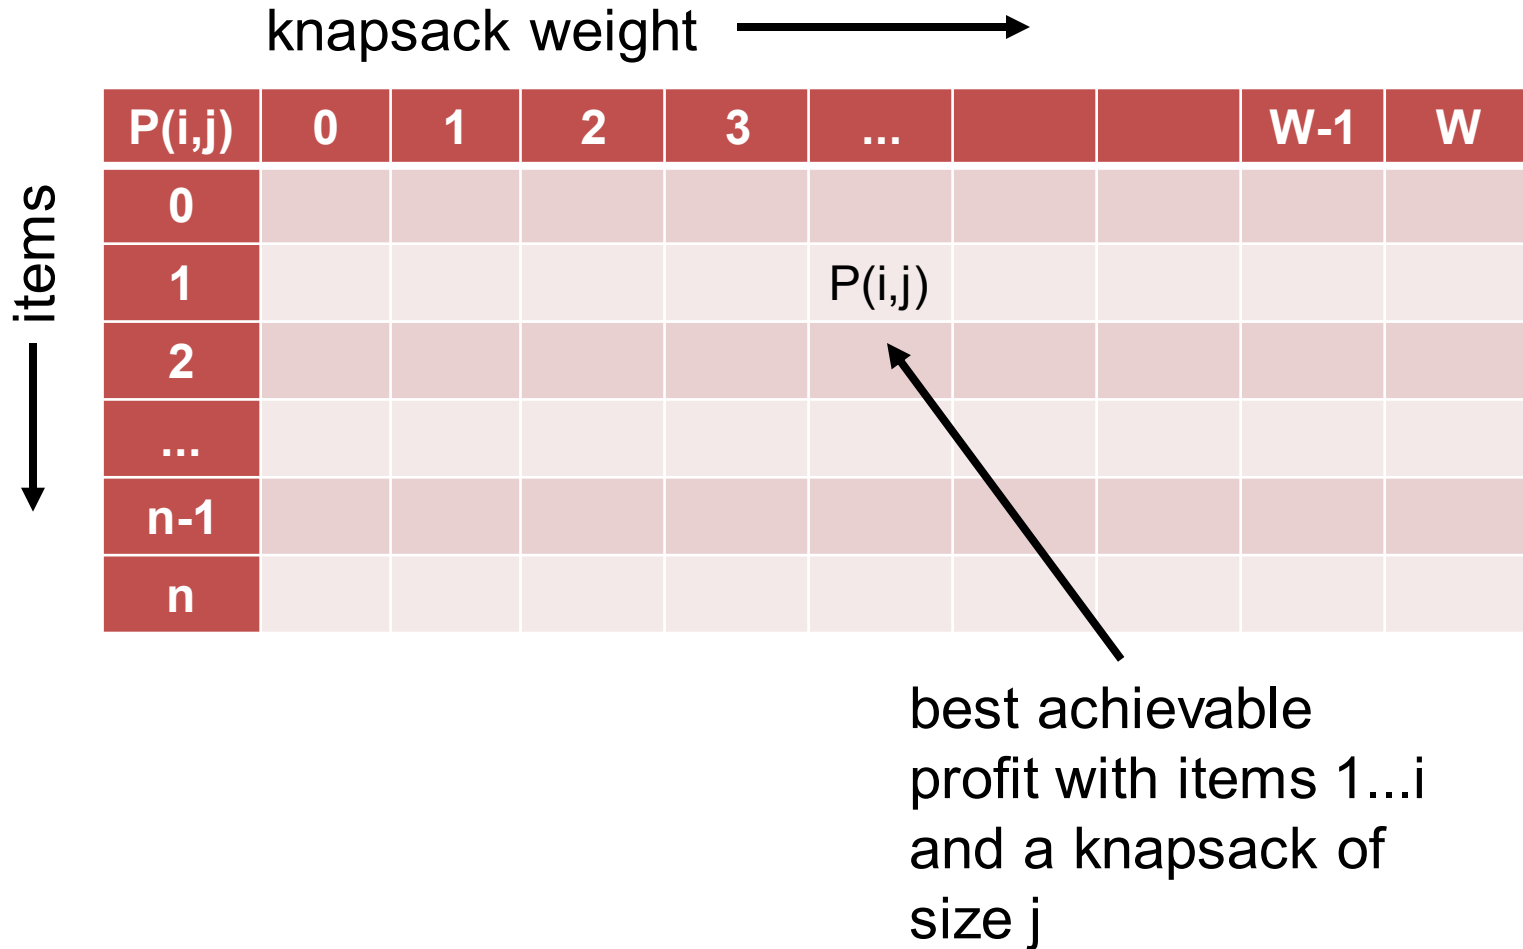 knapsack weight
P(i,j) 0 1 2 3 ... W-1 W
items
0
1 P(i,j)
2
...
n-1
n
best achievable
profit with items 1...i
and a knapsack of
size j